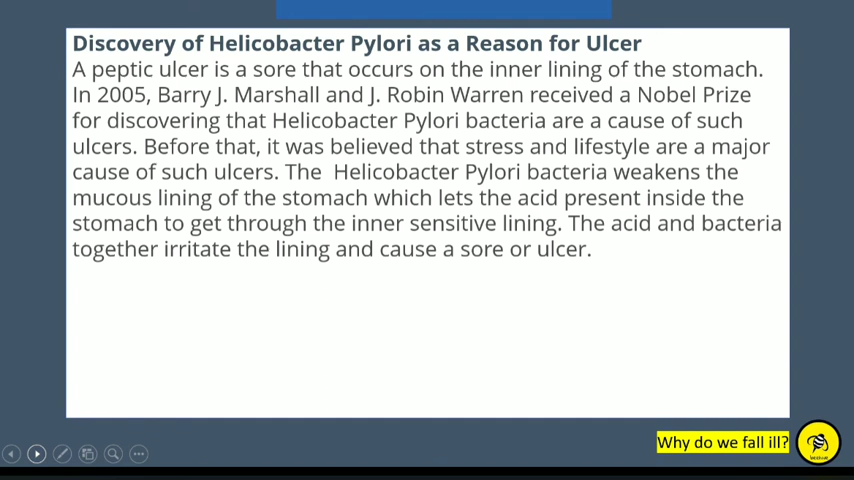 Discovery of Helicobacter Pylori as a Reason for Ulcer
A peptic ulcer is a sore that occurs on the inner lining of the stomach.
In 2005, Barry J. Marshall and J. Robin Warren received a Nobel Prize
for discovering that Helicobacter Pylori bacteria are a cause of such
ulcers. Before that, it was believed that stress and lifestyle are a major
cause of such ulcers. The  Helicobacter Pylori bacteria weakens the
mucous lining of the stomach which lets the acid present inside the
stomach to get through the inner sensitive lining. The acid and bacteria
together irritate the lining and cause a sore or ulcer.
Why do we fall ill?